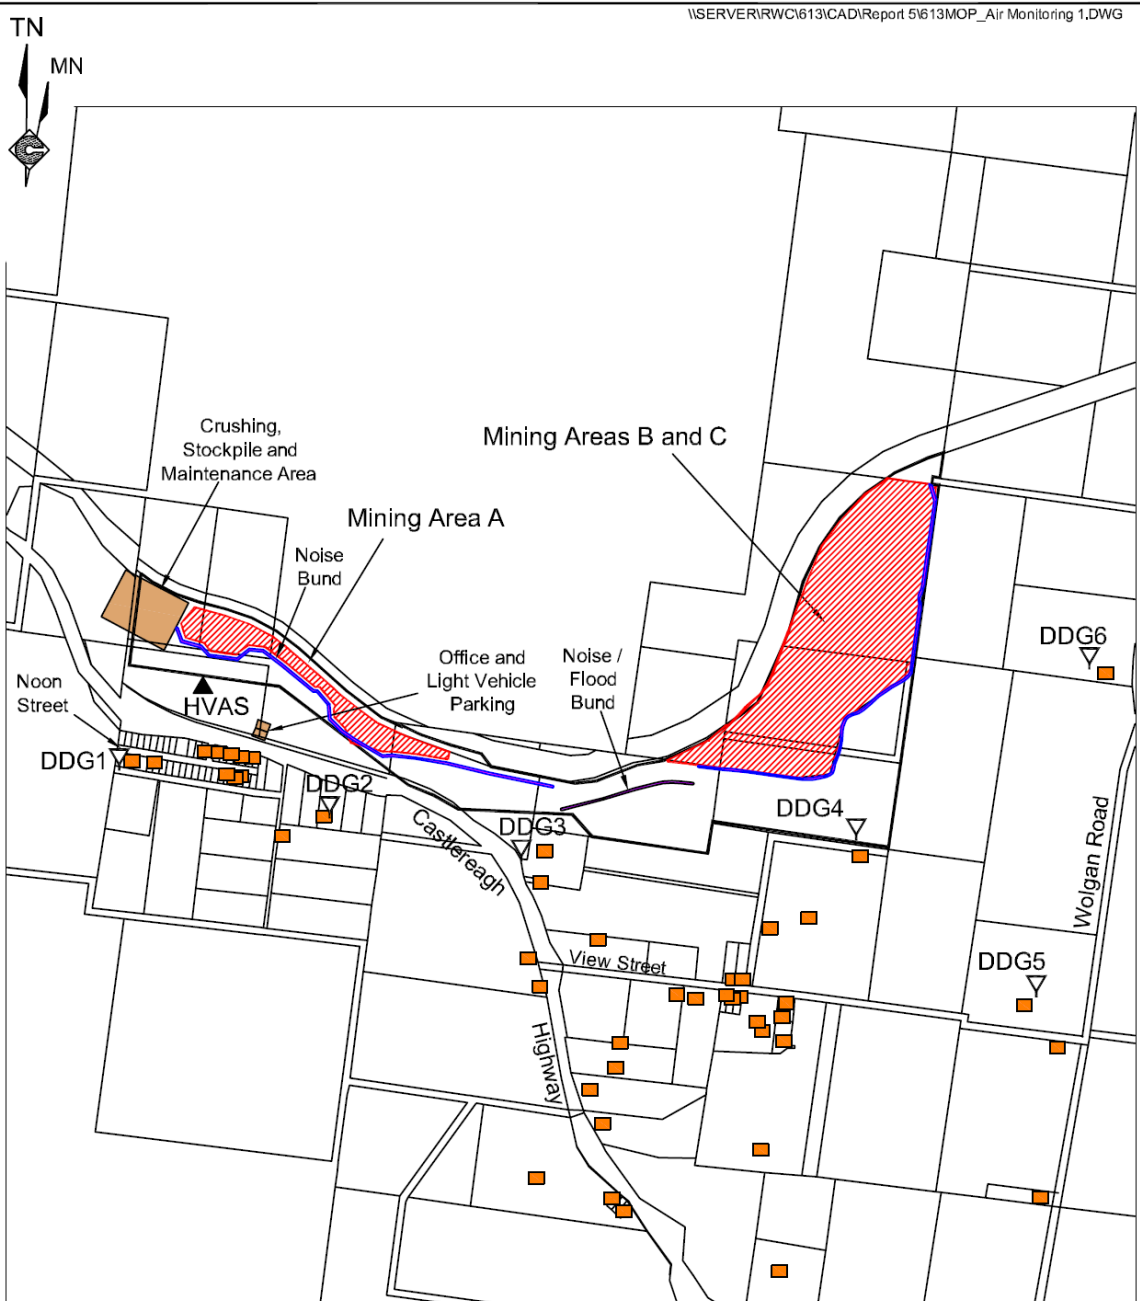 \\SERVER\RWC\613\CAD\Report 5\613MOP_Air Monitoring 1.DWG
TN
MN
Crushing,
Stockpile and
Maintenance Area
Mining Areas B and C
Mining Area A
Noise
Bund
Office and
Light Vehicle
Parking
Noise /
Flood
Bund
DDG6
Noon
Street
HVAS
DDG1
DDG2
DDG3
DDG4
Castlereagh
Highway
Wolgan Road
View Street
DDG5